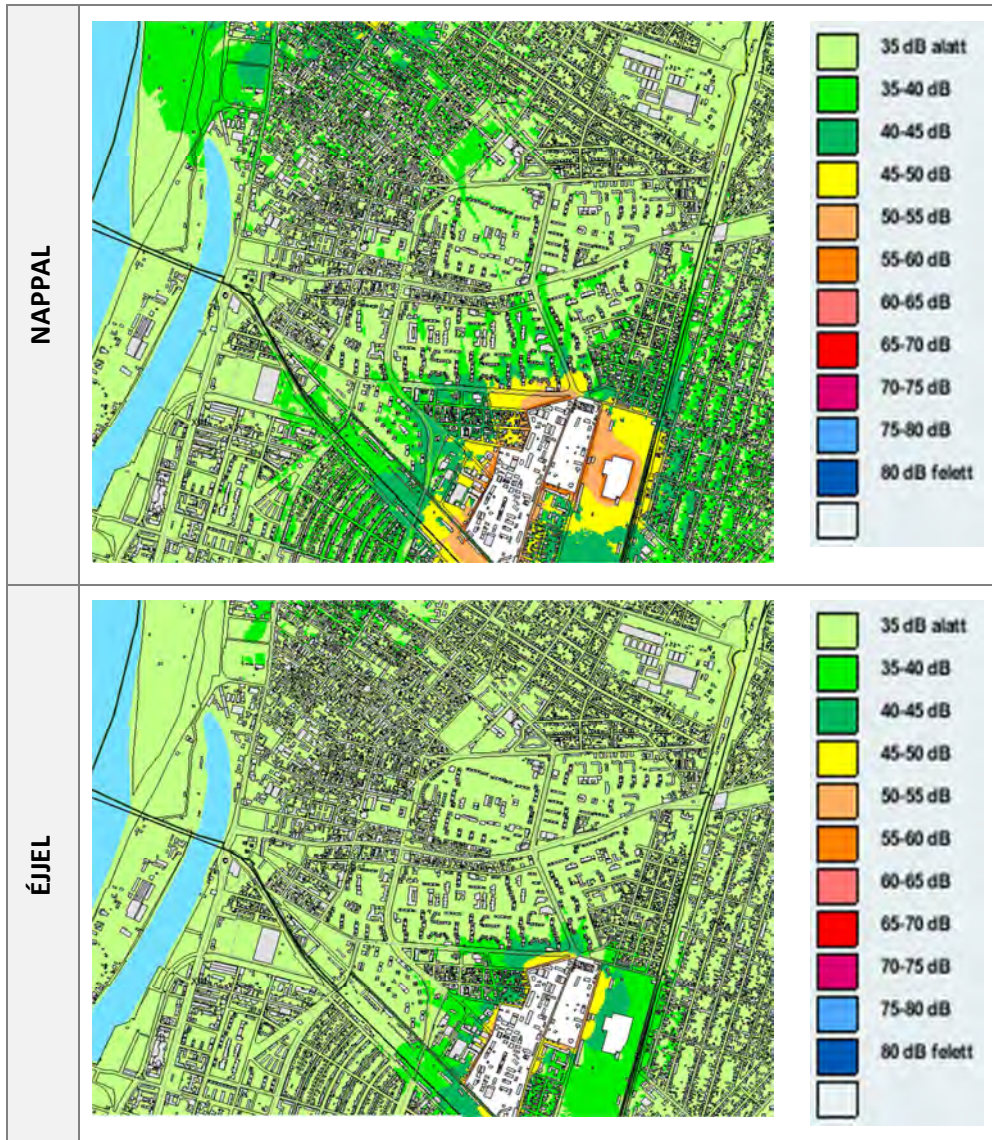 NAPPAL
35 dB alatt
35-40 dB
40-45 dB
45-50 dB
50-55 dB
55-60 dB
60-65 dB
65-70 dB
70-75 dB
75-80 dB
80 dB felett
ÉJJEL
35 dB alatt
35-40 dB
40-45 dB
45-50 dB
50-55 dB
55-60 dB
60-65 dB
65-70 dB
70-75 dB
75-80 dB
80 dB felett